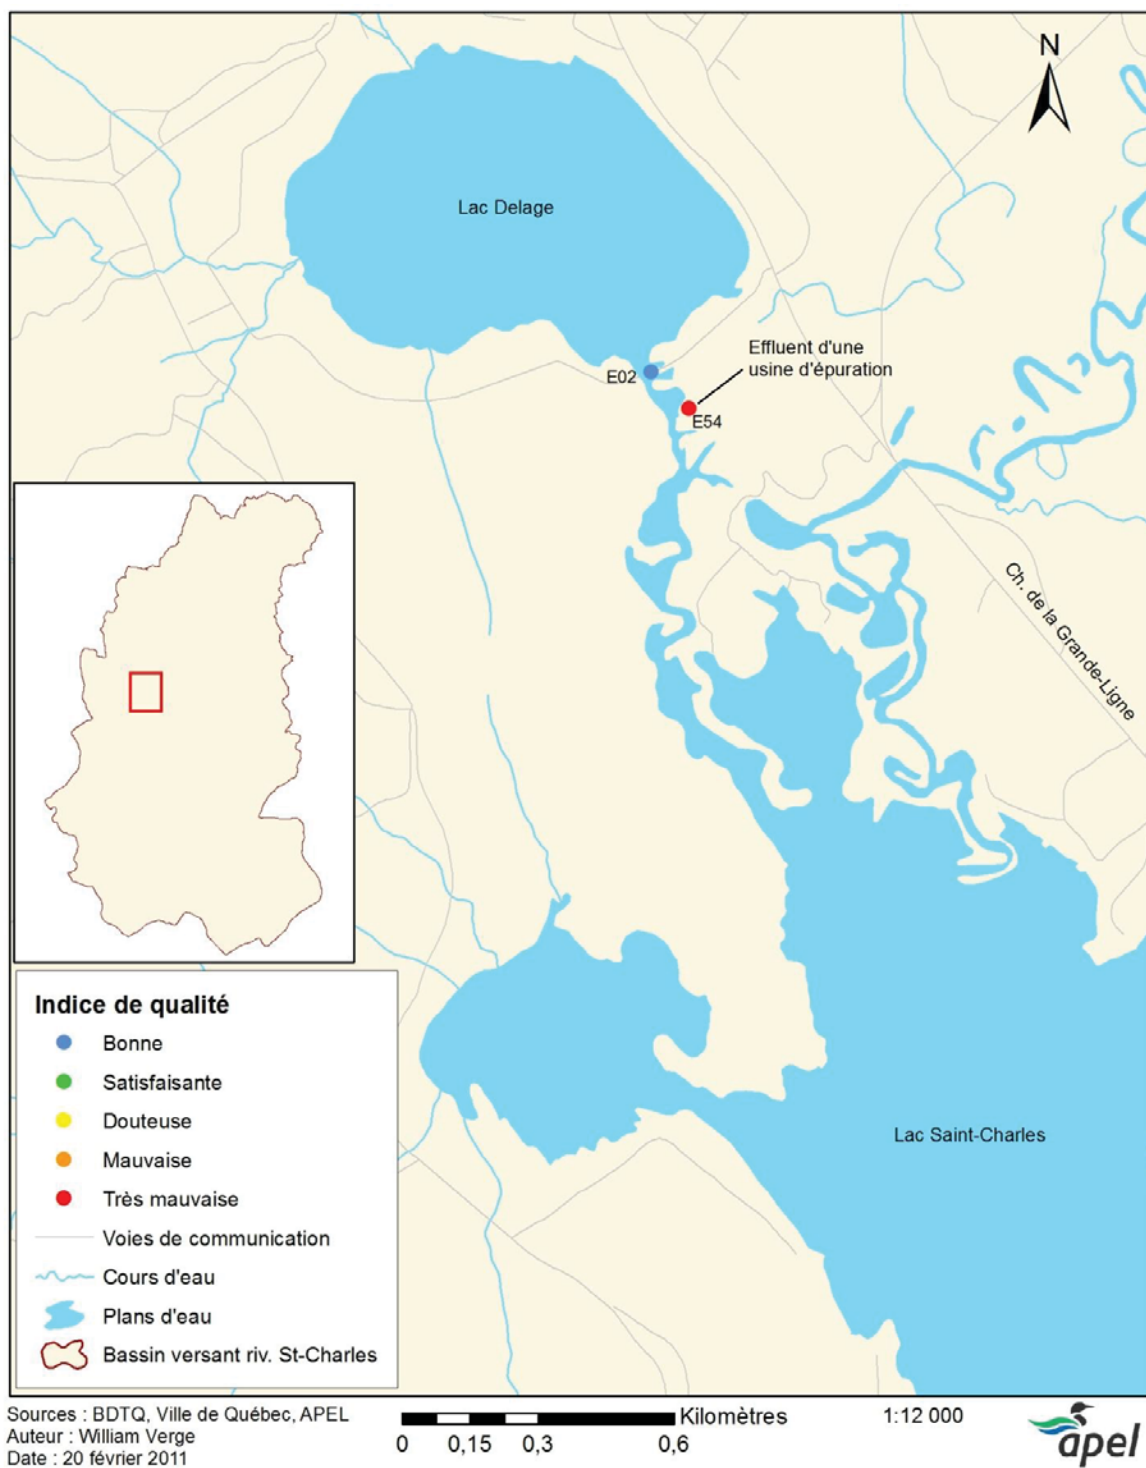 N
Lac Delage
Effluent d'une
usine d'épuration
E02
E54
Ch. de la Grande-Ligne
Lac Saint-Charles
Indice de qualité
Bonne
Satisfaisante
Douteuse
Mauvaise
Très mauvaise
Voies de communication
Cours d'eau
Plans d'eau
Bassin versant riv. St-Charles
Sources : BDTQ, Ville de Québec, APEL
Auteur : William Verge
Date : 20 février 2011
Kilomètres
0 0,15 0,3 0,6
1:12 000
apel